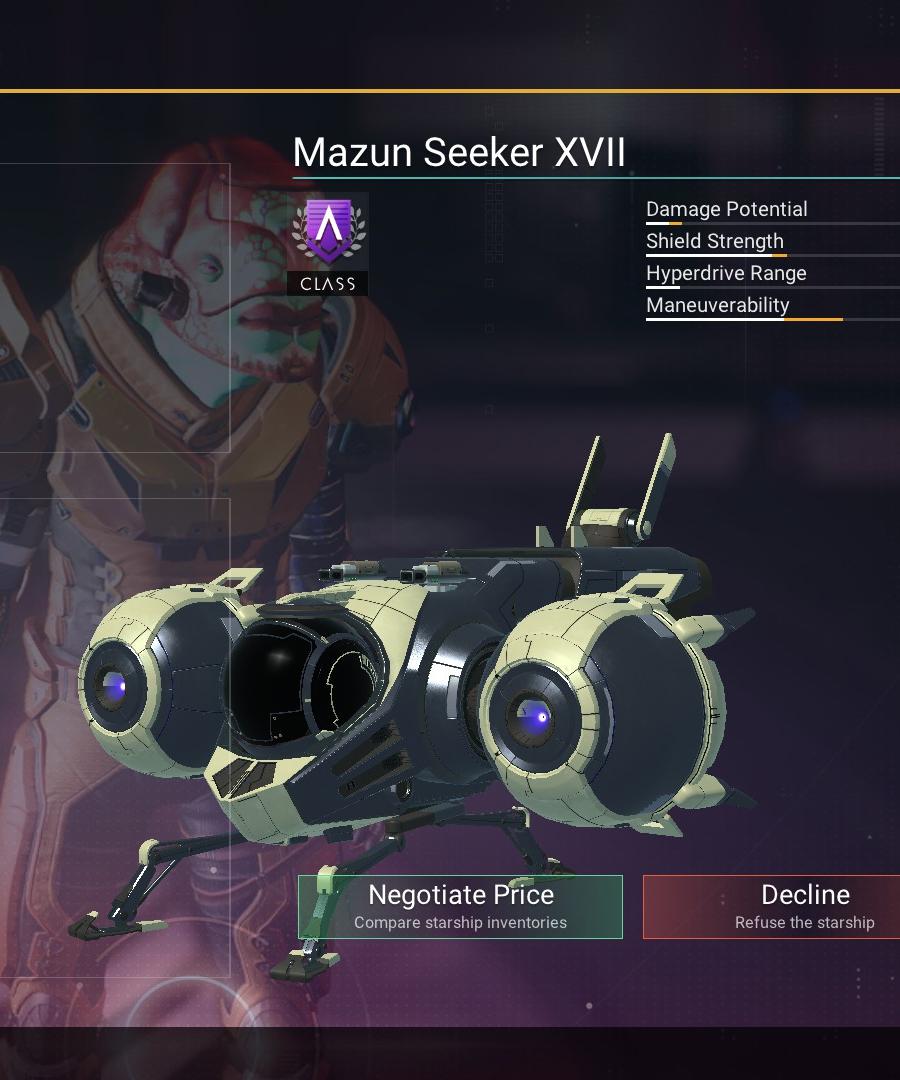 Mazun Seeker XVII
A
CLASS
Damage Potential
Shield Strength
Hyperdrive Range
Maneuverability
Negotiate Price
Compare starship inventories
Decline
Refuse the starship